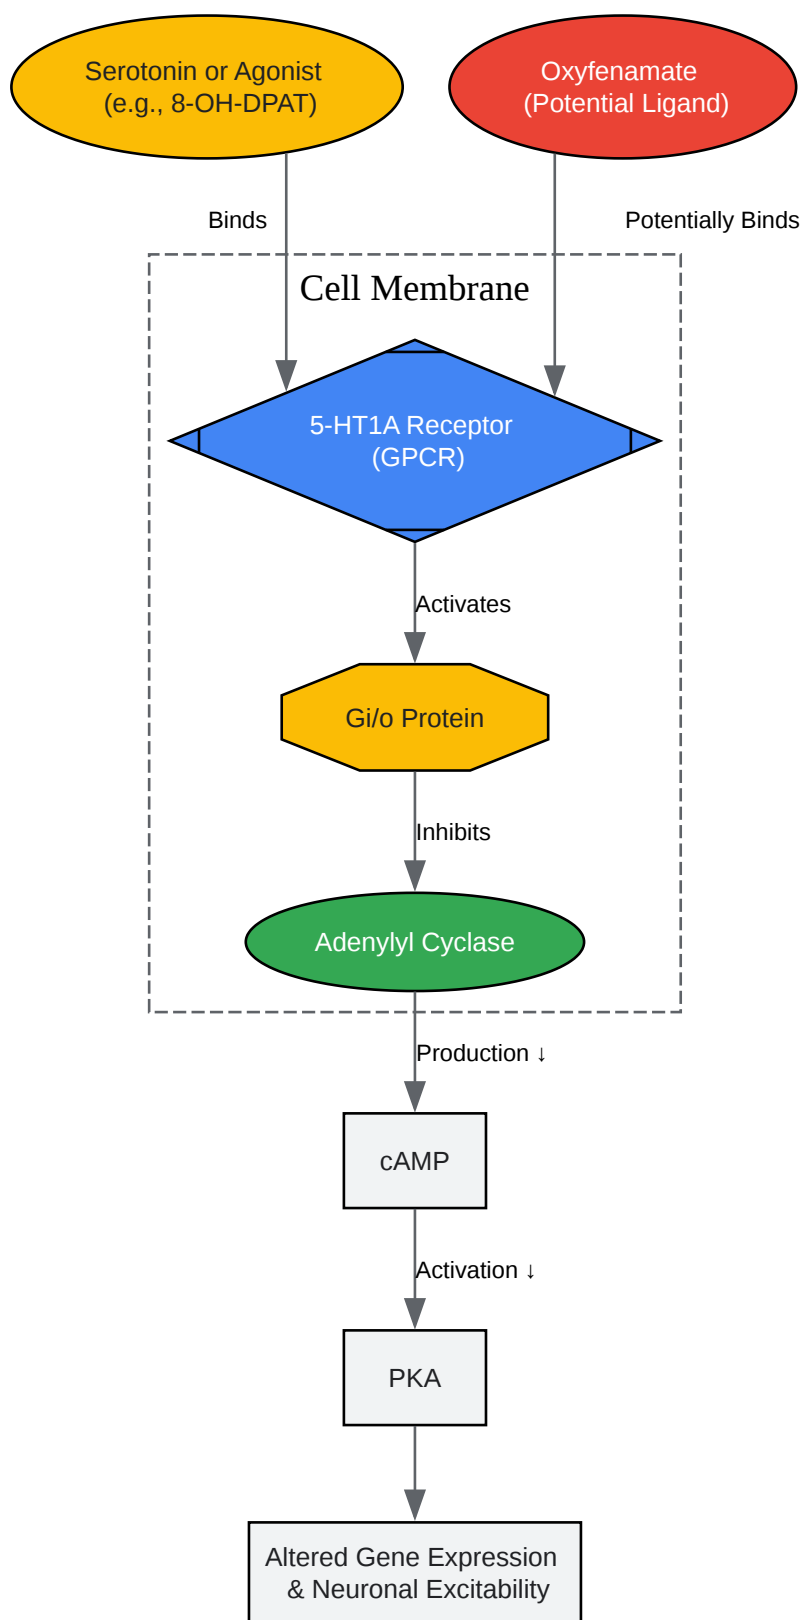 Serotonin or Agonist
(e.g., 8-OH-DPAT)
Oxyfenamate
(Potential Ligand)
Binds
Potentially Binds
Cell Membrane
5-HT1A Receptor
(GPCR)
Activates
Gi/o Protein
Inhibits
Adenylyl Cyclase
Production ↓
cAMP
Activation ↓
PKA
Altered Gene Expression
& Neuronal Excitability